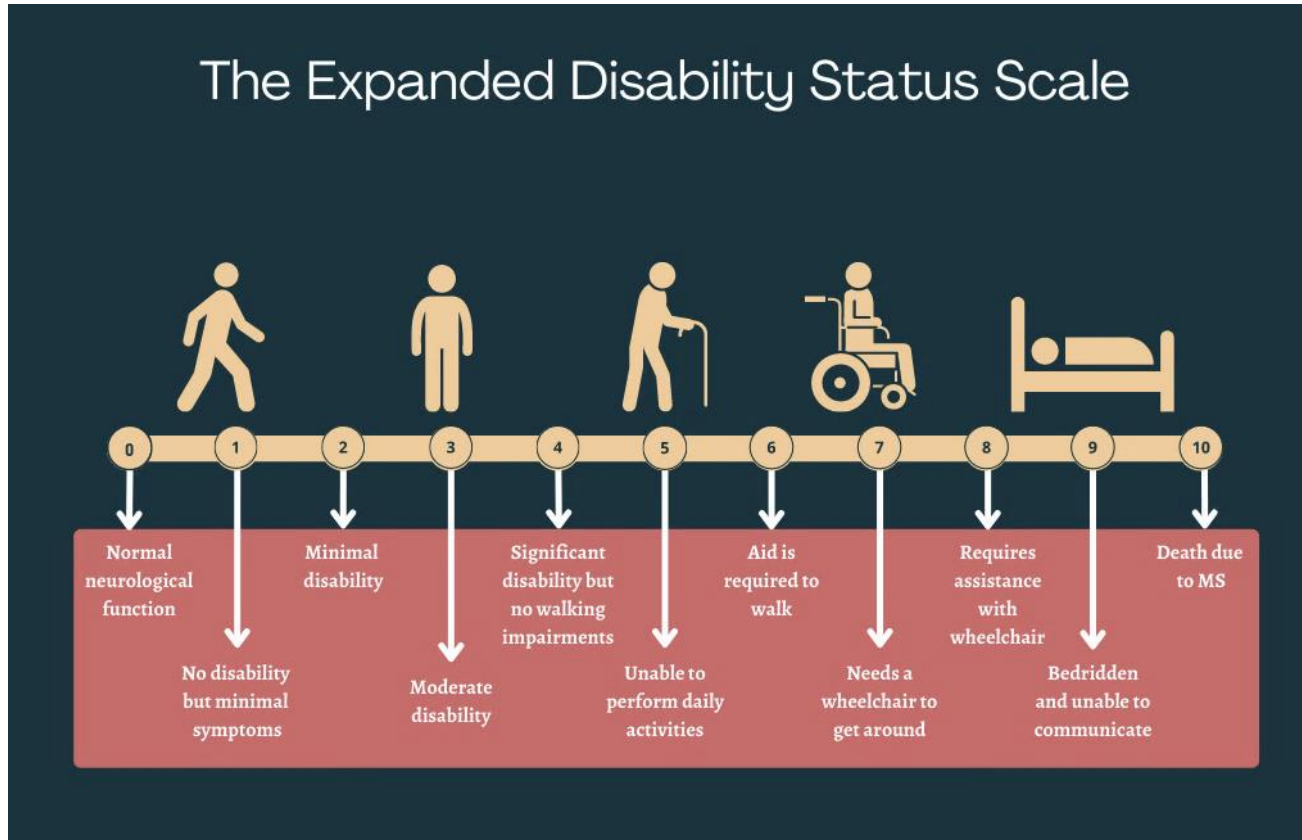 The Expanded Disability Status Scale
0 1 2 3 4 5 6 7 8 9 10
Normal
neurological
function
No disability
but minimal
symptoms
Minimal
disability
Moderate
disability
Significant
disability but
no walking
impairments
Unable to
perform daily
activities
Aid is
required to
walk
Needs a
wheelchair to
get around
Requires
assistance
with
wheelchair
Bedridden
and unable to
communicate
Death due
to MS